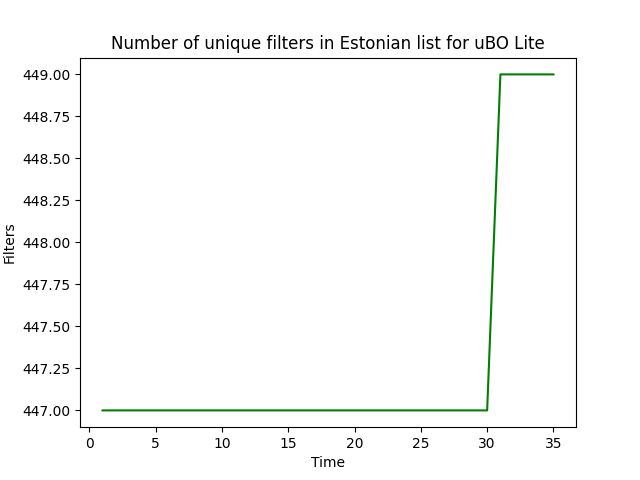 Number of unique filters in Estonian list for uBO Lite
449.00
448.75
448.50
448.25
448.00
447.75
447.50
447.25
447.00
Filters
0 5 10 15 20 25 30 35
Time